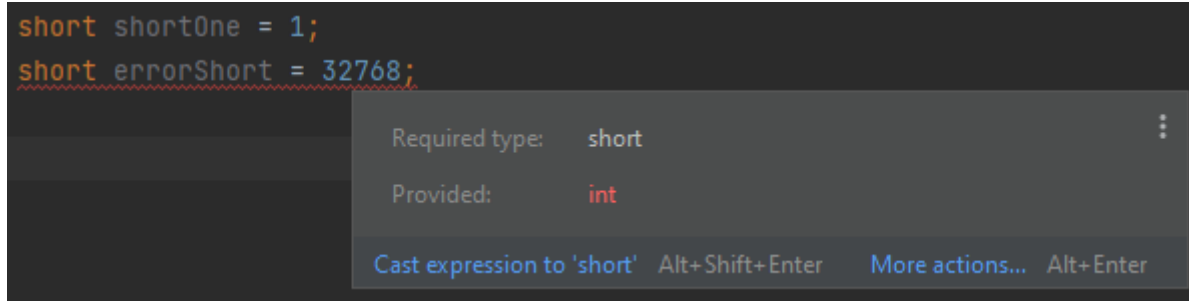 short shortOne = 1;
short errorShort = 32768;
Required type: short
Provided: int
Cast expression to 'short' Alt+Shift+Enter More actions... Alt+Enter